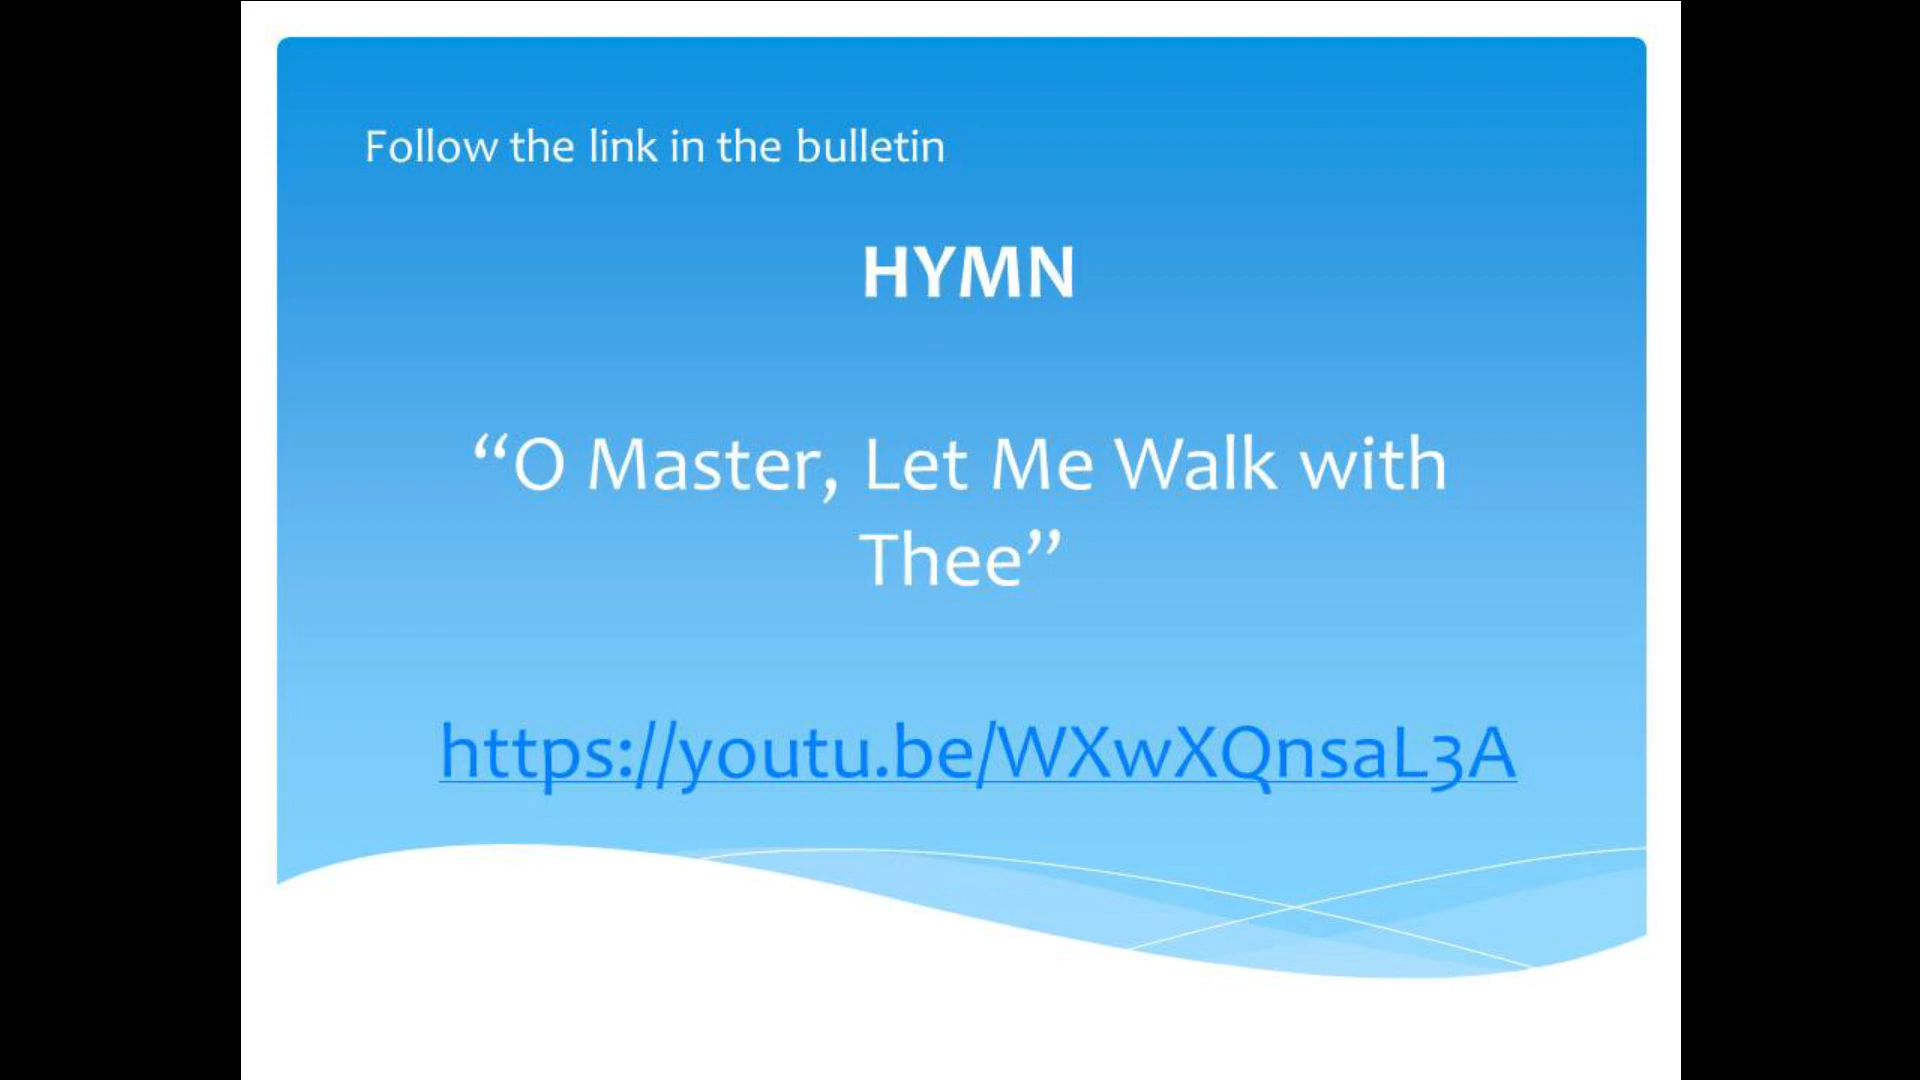 Follow the link in the bulletin
HYMN
“O Master, Let Me Walk with
Thee”
https://youtu.be/WXwXQnsaL3A